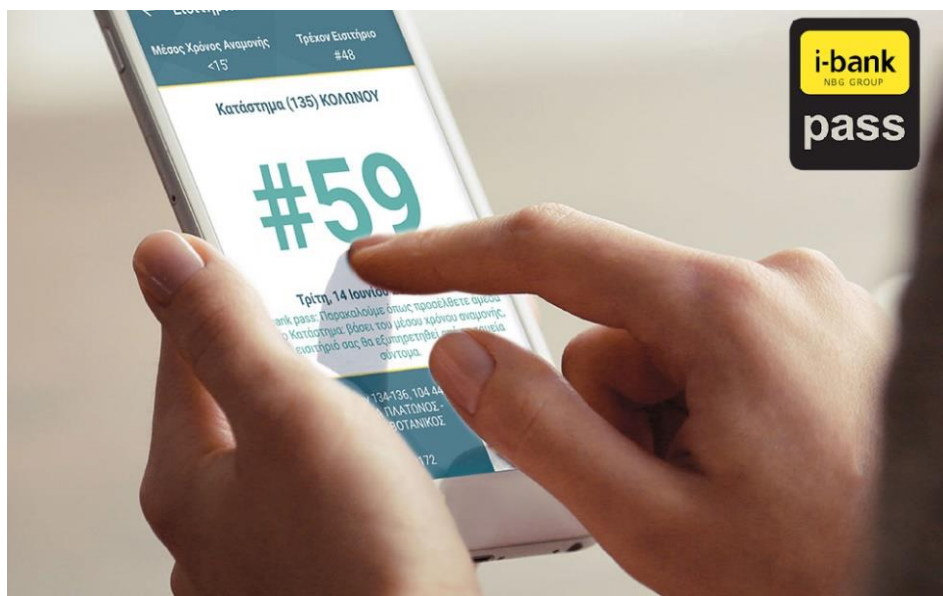 Μέσος Χρόνος Αναμονής
<15'
Τρέχον Εισιτήριο
#48
Κατάστημα (135) ΚΟΛΩΝΟΥ
#59
Τρίτη, 14 Ιουνίου
pass: Παρακαλούμε όπως προσέλθετε άμεσα
Κατάστημα: βάσει του μέσου χρόνου αναμονής,
εισιτήριό σας θα εξυπηρετηθεί
σύντομα.
134-136, 104 44
ΠΛΑΤΩΝΟΣ -
ΒΟΤΑΝΙΚΟΣ
i-bank
NBG GROUP
pass